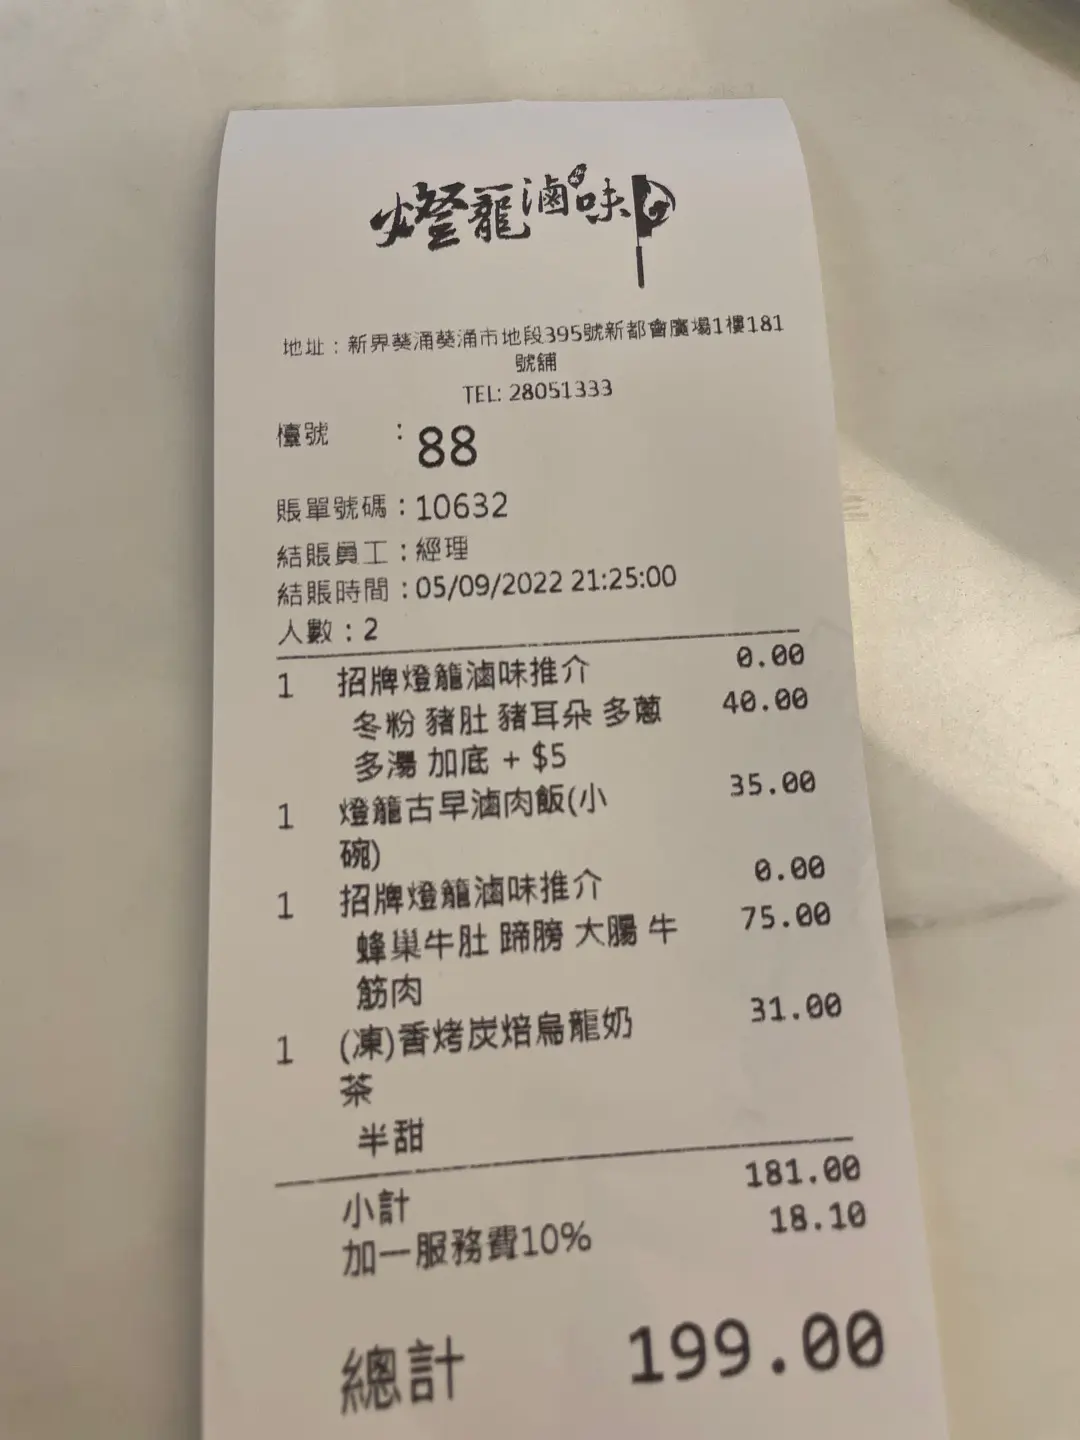 燈籠滷味
地址：新界葵涌葵涌市地段395號新都會廣場1樓181
號舖
TEL: 28051333
檯號 : 88
賬單號碼：10632
結賬員工：經理
結賬時間：05/09/2022 21:25:00
人數：2
1 招牌燈籠滷味推介 0.00
冬粉 豬肚 豬耳朵 多蔥 40.00
多湯 加底 + $5
1 燈籠古早滷肉飯(小 35.00
碗)
1 招牌燈籠滷味推介 0.00
蜂巢牛肚 蹄膀 大腸 牛 75.00
筋肉
1 (凍)香烤炭焙烏龍奶 31.00
茶
半甜
小計 181.00
加一服務費10% 18.10
總計 199.00